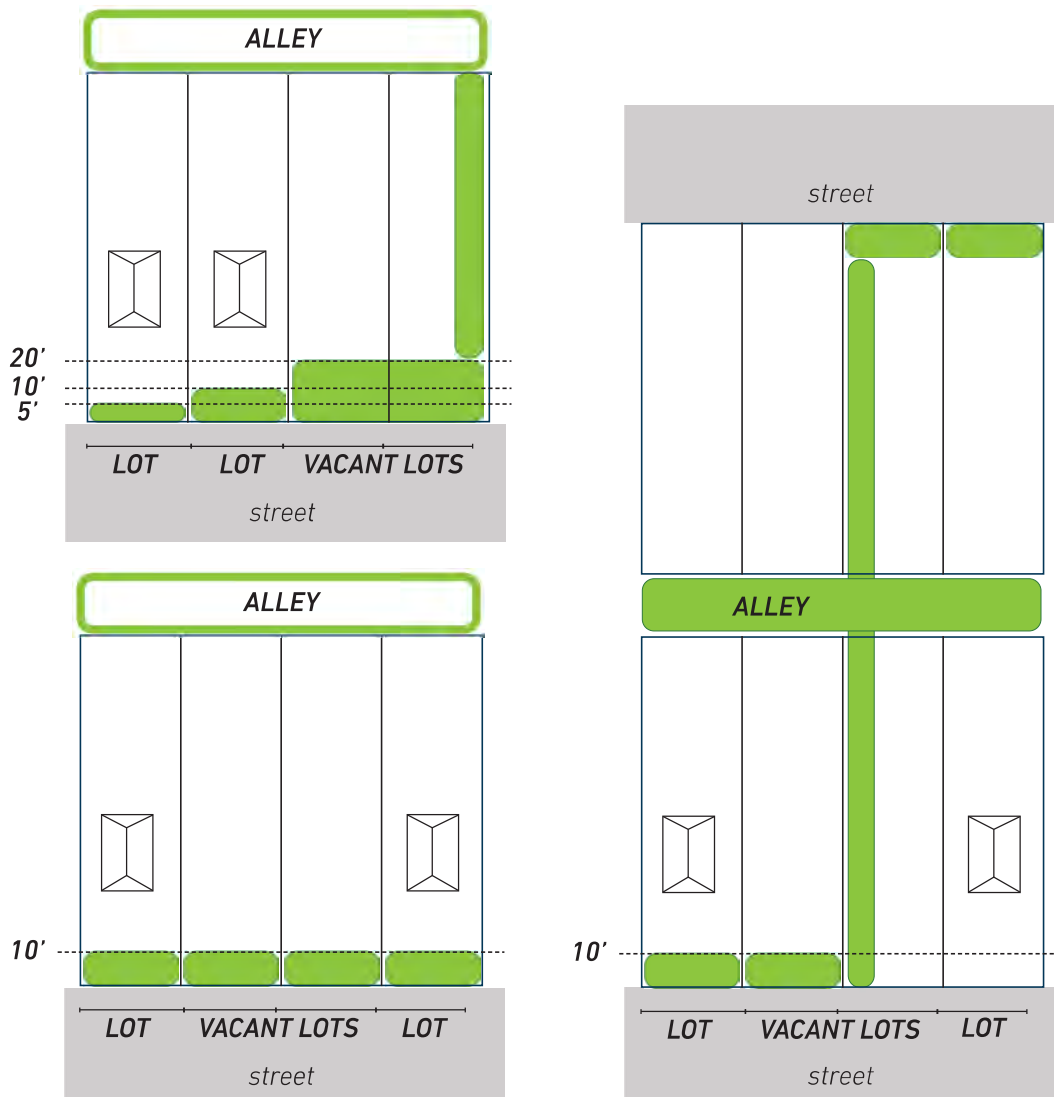 ALLEY
20'
10'
5'
LOT LOT VACANT LOTS
street
ALLEY
10'
LOT VACANT LOTS LOT
street
street
ALLEY
10'
LOT VACANT LOTS LOT
street